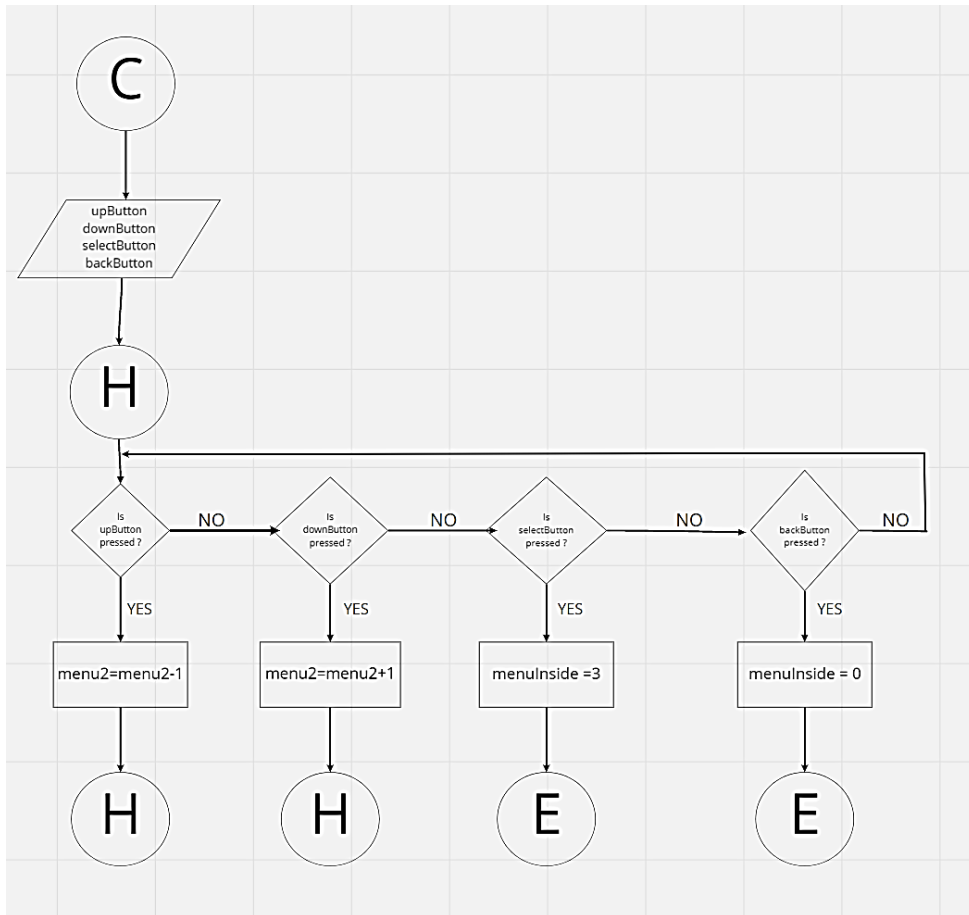 C
upButton
downButton
selectButton
backButton
H
Is
upButton
pressed ?
NO
Is
downButton
pressed ?
NO
Is
selectButton
pressed ?
NO
Is
backButton
pressed ?
NO
YES
YES
YES
YES
menu2=menu2-1
menu2=menu2+1
menuInside =3
menuInside = 0
H
H
E
E